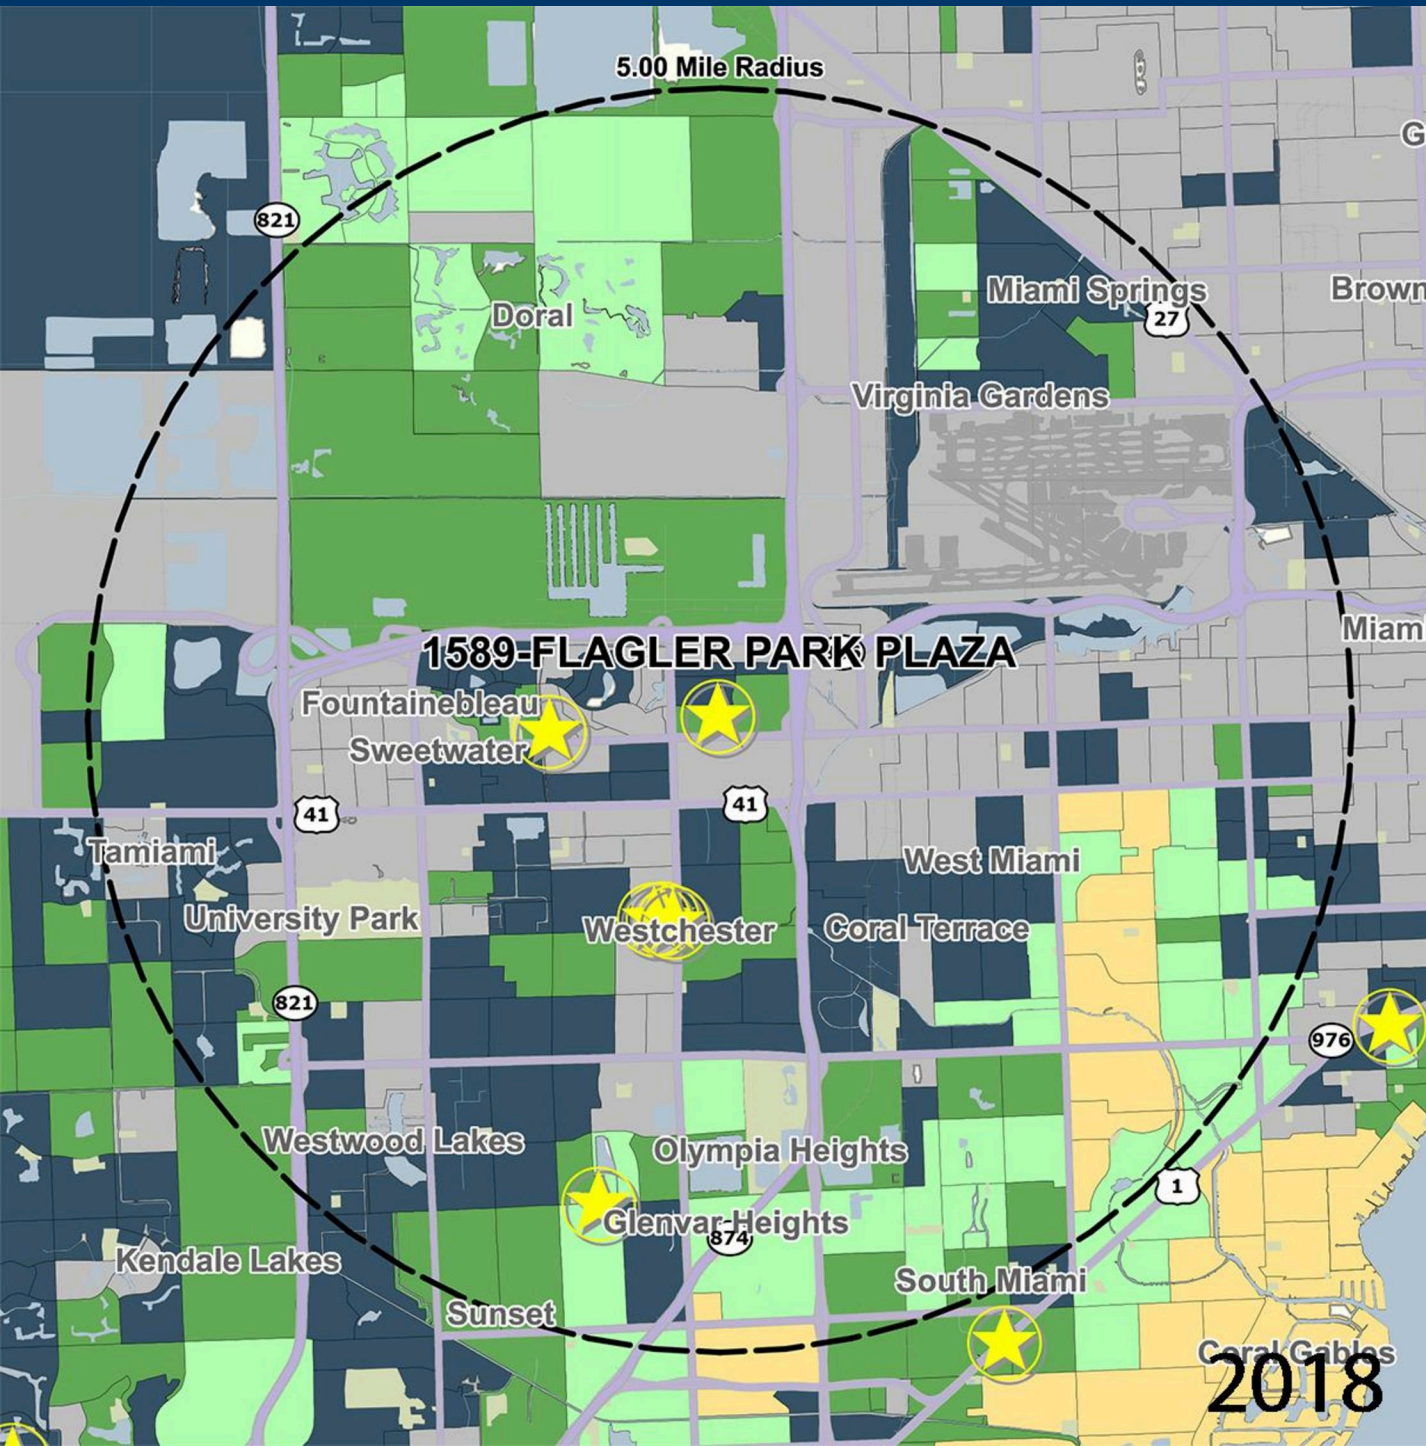 5.00 Mile Radius
G
821
Doral
Miami Springs
Brown
27
Virginia Gardens
Miam
1589-FLAGLER PARK PLAZA
Fountainebleau
Sweetwater
41
41
Tamiami
West Miami
University Park
Westchester
Coral Terrace
821
976
Westwood Lakes
Olympia Heights
1
Glenvar Heights
874
Kendale Lakes
South Miami
Sunset
Coral Gables
2018